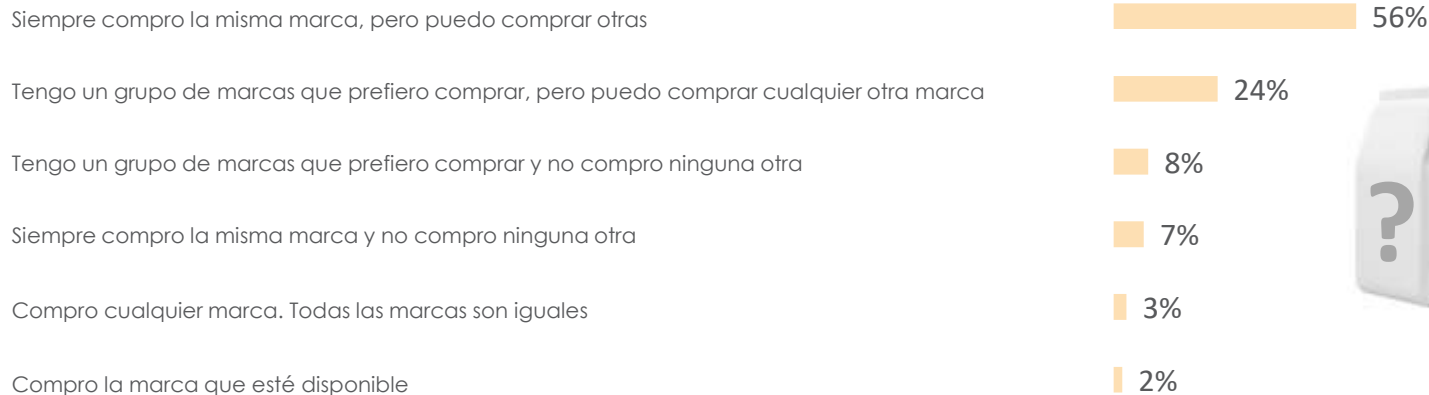 Siempre compro la misma marca, pero puedo comprar otras 56%
Tengo un grupo de marcas que prefiero comprar, pero puedo comprar cualquier otra marca 24%
Tengo un grupo de marcas que prefiero comprar y no compro ninguna otra 8%
?
Siempre compro la misma marca y no compro ninguna otra 7%
Compro cualquier marca. Todas las marcas son iguales 3%
Compro la marca que esté disponible 2%